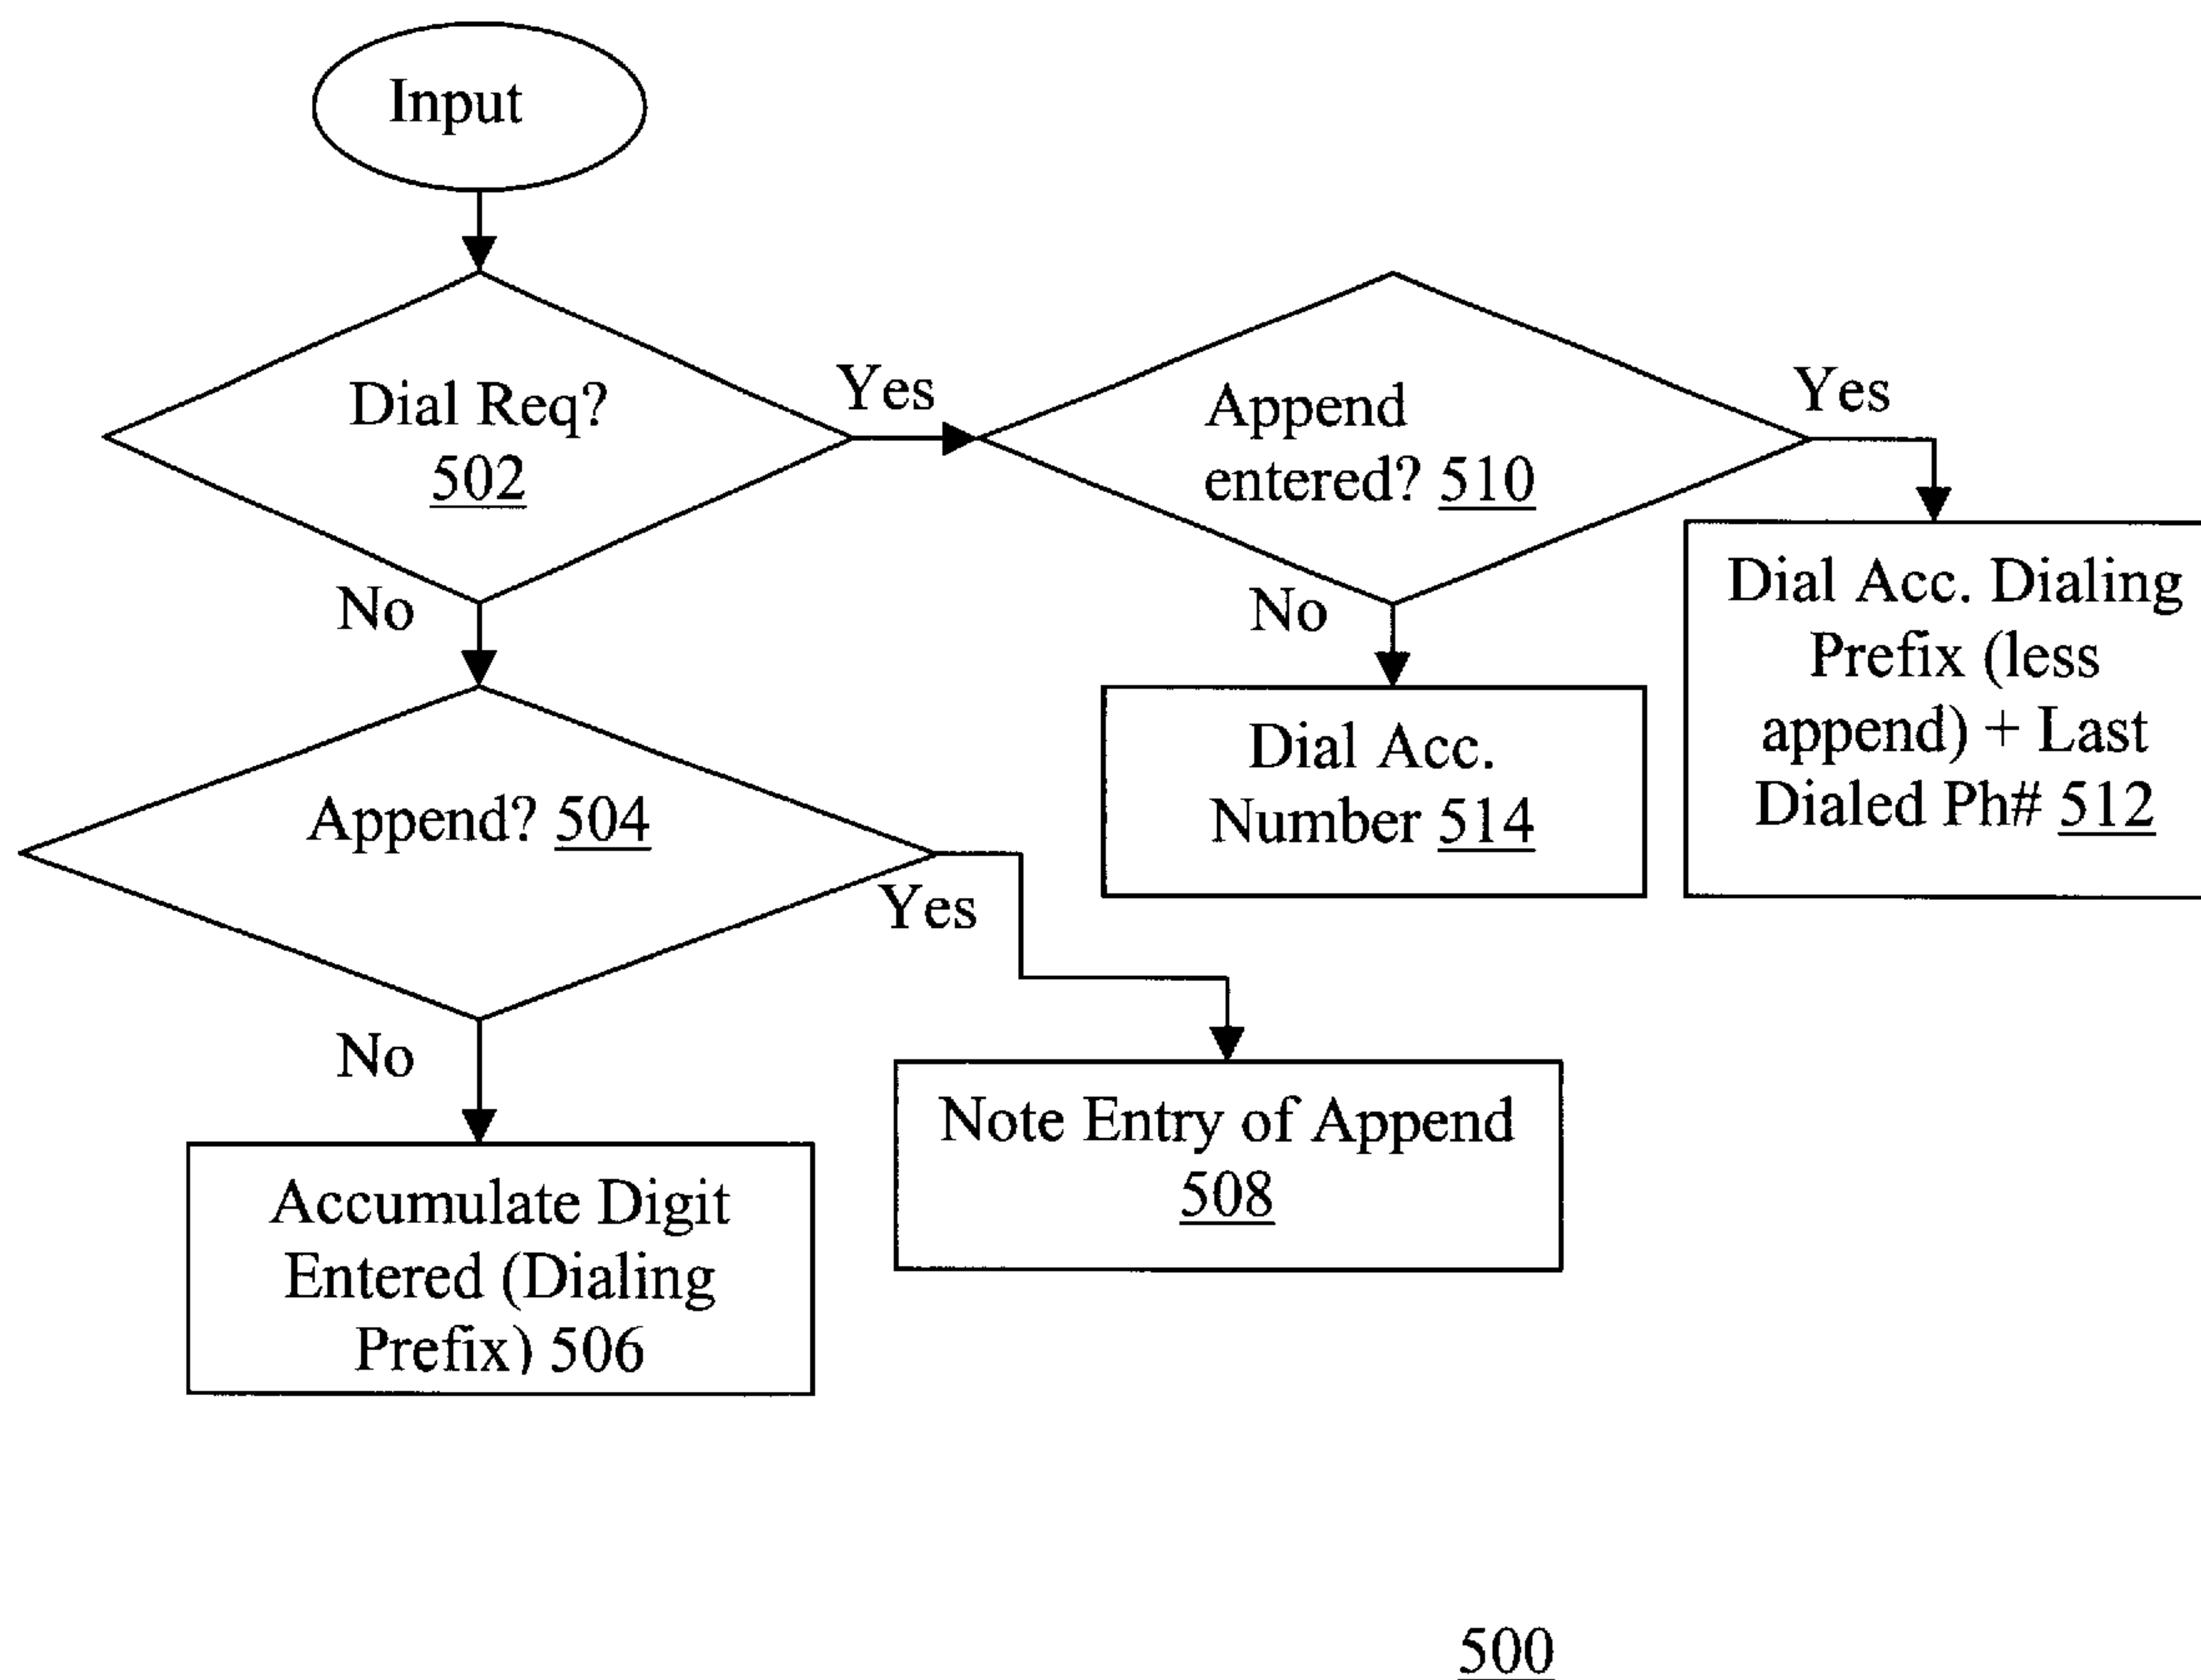 Input
Dial Req?
502
Yes
Append
entered? 510
Yes
No
No
Dial Acc. Dialing
Prefix (less
append) + Last
Dialed Ph# 512
Dial Acc.
Number 514
Append? 504
Yes
No
Note Entry of Append
508
Accumulate Digit
Entered (Dialing
Prefix) 506
500